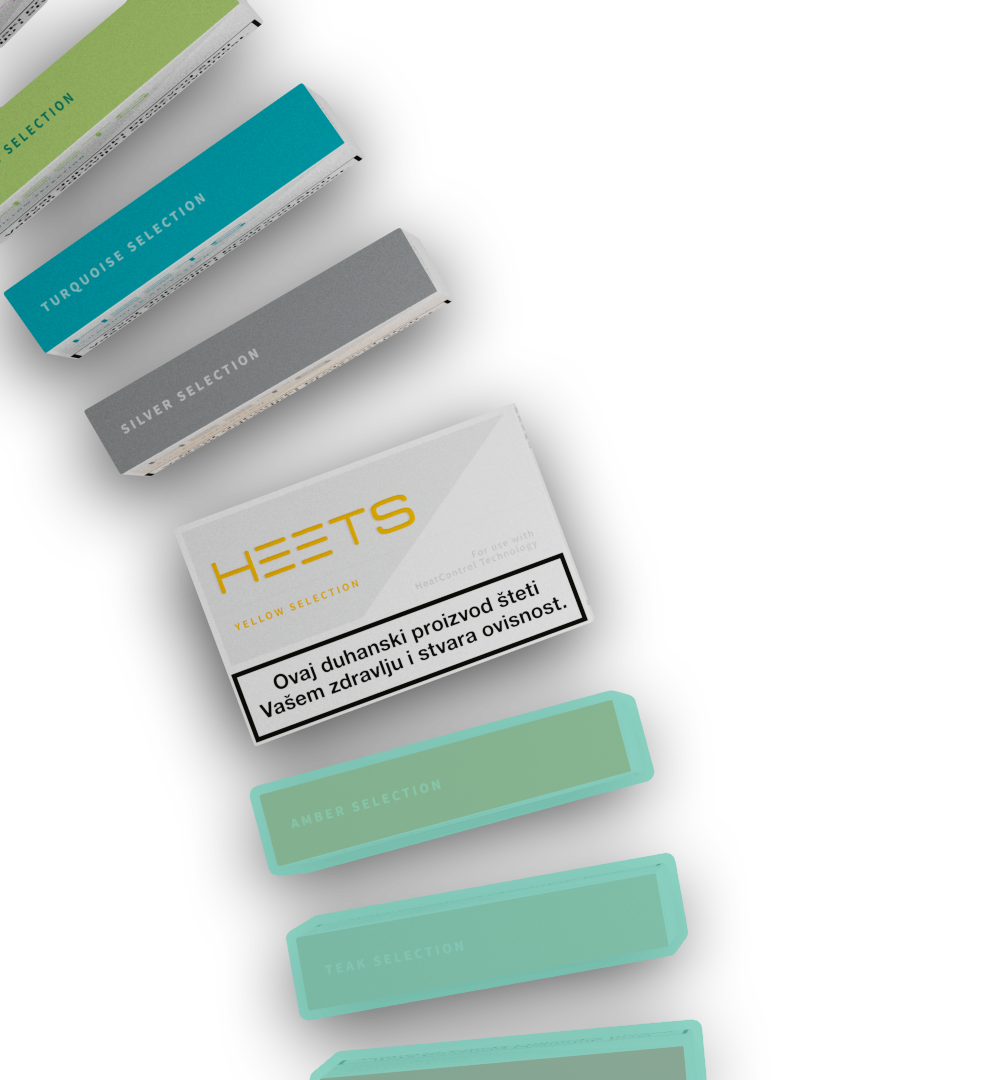 SELECTION
TURQUOISE SELECTION
SILVER SELECTION
HEETS
YELLOW SELECTION
For use with
HeatControl Technology
Ovaj duhanski proizvod šteti
Vašem zdravlju i stvara ovisnost.
AMBER SELECTION
TEAK SELECTION